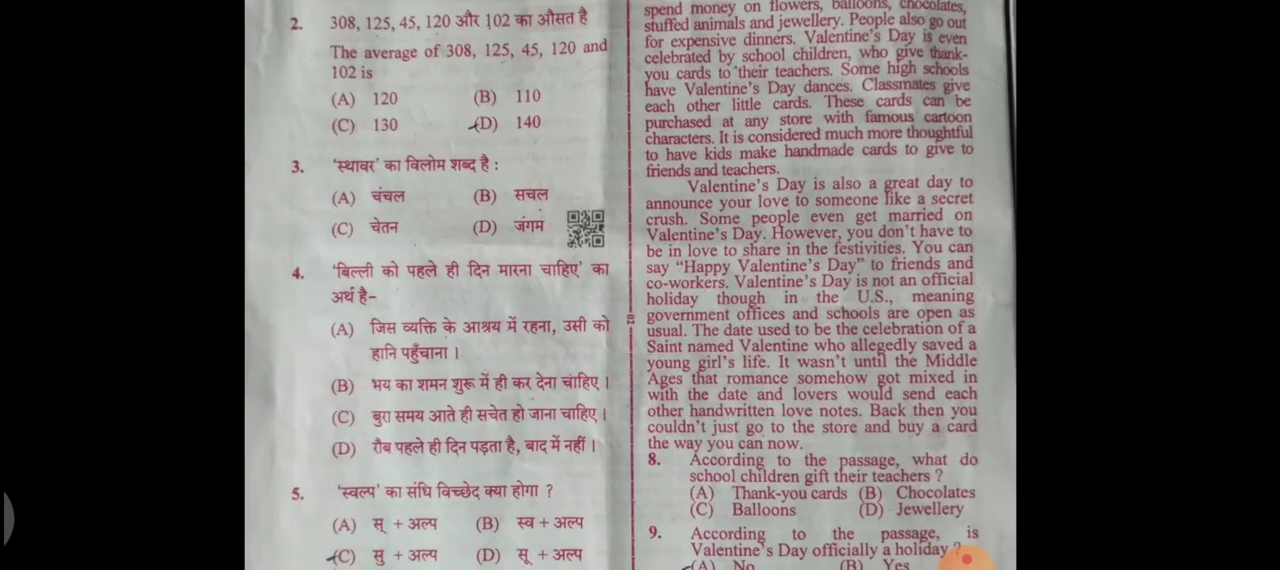 2. 308, 125, 45, 120 और 102 का औसत है
The average of 308, 125, 45, 120 and
102 is
(A) 120 (B) 110
(C) 130 (D) 140
3. 'स्थावर' का विलोम शब्द है :
(A) चंचल (B) सचल
(C) चेतन (D) जंगम
4. 'बिल्ली को पहले ही दिन मारना चाहिए' का
अर्थ है-
(A) जिस व्यक्ति के आश्रय में रहना, उसी को
हानि पहुँचाना ।
(B) भय का शमन शुरू में ही कर देना चाहिए ।
(C) बुरा समय आते ही सचेत हो जाना चाहिए ।
(D) रौब पहले ही दिन पड़ता है, बाद में नहीं ।
5. 'स्वल्प' का संधि विच्छेद क्या होगा ?
(A) स् + अल्प (B) स्व + अल्प
(C) सु + अल्प (D) सू + अल्प
spend money on flowers, balloons, chocolates,
stuffed animals and jewellery. People also go out
for expensive dinners. Valentine's Day is even
celebrated by school children, who give thank-
you cards to their teachers. Some high schools
have Valentine's Day dances. Classmates give
each other little cards. These cards can be
purchased at any store with famous cartoon
characters. It is considered much more thoughtful
to have kids make handmade cards to give to
friends and teachers.
Valentine's Day is also a great day to
announce your love to someone like a secret
crush. Some people even get married on
Valentine's Day. However, you don't have to
be in love to share in the festivities. You can
say "Happy Valentine's Day" to friends and
co-workers. Valentine's Day is not an official
holiday though in the U.S., meaning
government offices and schools are open as
usual. The date used to be the celebration of a
Saint named Valentine who allegedly saved a
young girl's life. It wasn't until the Middle
Ages that romance somehow got mixed in
with the date and lovers would send each
other handwritten love notes. Back then you
couldn't just go to the store and buy a card
the way you can now.
8. According to the passage, what do
school children gift their teachers ?
(A) Thank-you cards (B) Chocolates
(C) Balloons (D) Jewellery
9. According to the passage, is
Valentine's Day officially a holiday ?
(A) No (B) Yes